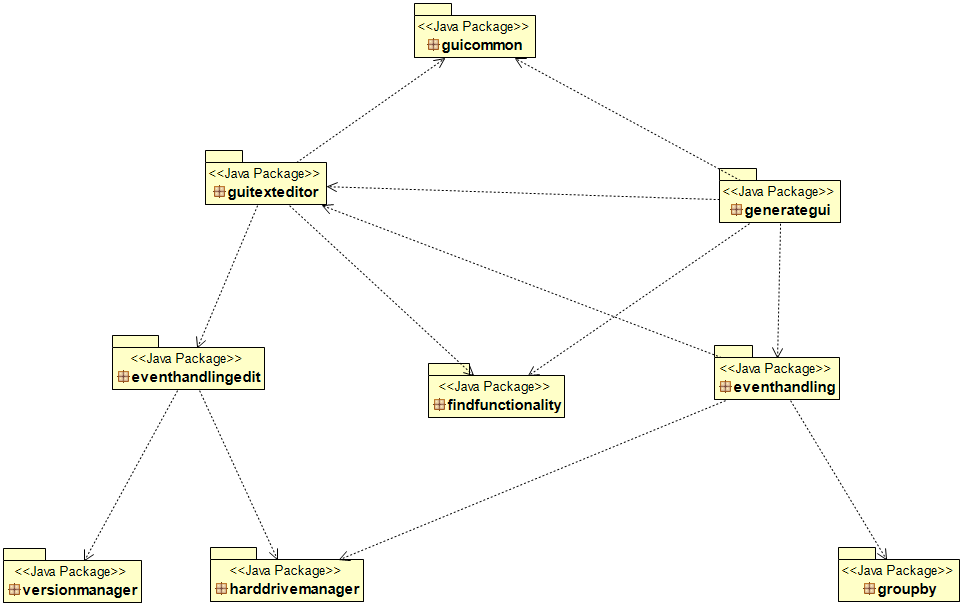 <<Java Package>>
guicommon
<<Java Package>>
guitexteditor
<<Java Package>>
generategui
<<Java Package>>
eventhandlingedit
<<Java Package>>
findfunctionality
<<Java Package>>
eventhandling
<<Java Package>>
versionmanager
<<Java Package>>
harddrivemanager
<<Java Package>>
groupby